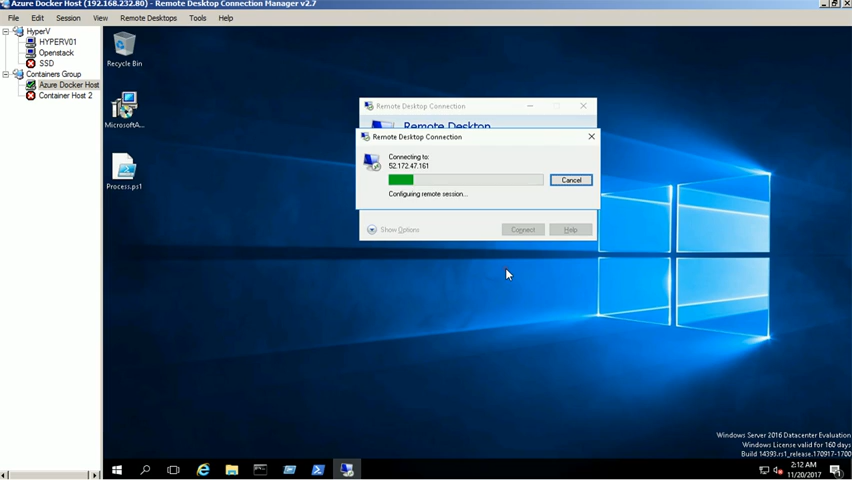 Azure Docker Host (192.168.232.80) - Remote Desktop Connection Manager v2.7
File Edit Session View Remote Desktops Tools Help
HyperV
HYPERV01
Openstack
SSD
Containers Group
Azure Docker Host
Container Host 2
Recycle Bin
MicrosoftA...
Process.ps1
Remote Desktop Connection
Remote Desktop
Remote Desktop Connection
Connecting to:
52.172.47.161
Cancel
Configuring remote session...
Show Options Connect Help
Windows Server 2016 Datacenter Evaluation
Windows License valid for 160 days
Build 14393.rs1_release.170917-1700
2:12 AM
11/20/2017